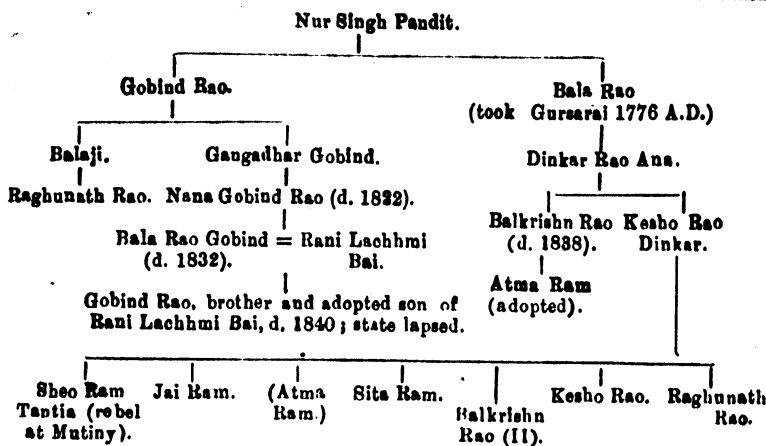 Nur Singh Pandit.
Gobind Rao.
Bala Rao
(took Gursarai 1776 A.D.)
Balaji.
Gangadhar Gobind.
Dinkar Rao Ana.
Raghunath Rao.
Nana Gobind Rao (d. 1822).
Balkrishn Rao
(d. 1838).
Kesho Rao
Dinkar.
Bala Rao Gobind = Rani Lachhmi
(d. 1832). Bai.
Atma Ram
(adopted).
Gobind Rao, brother and adopted son of
Rani Lachhmi Bai, d. 1840; state lapsed.
Sheo Ram
Tantia (rebel
at Mutiny).
Jai Ram.
(Atma
Ram.)
Sita Ram.
Balkrishn
Rao (II).
Kesho Rao.
Raghunath
Rao.